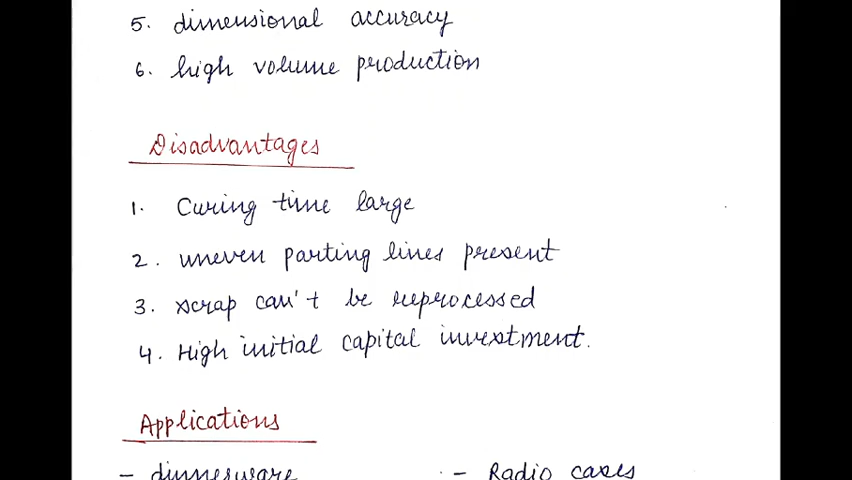 5. dimensional accuracy
6. high volume production
Disadvantages
1. Curing time large
2. uneven parting lines present
3. scrap can't be reprocessed
4. High initial capital investment.
Applications
- dinnerware - Radio cases